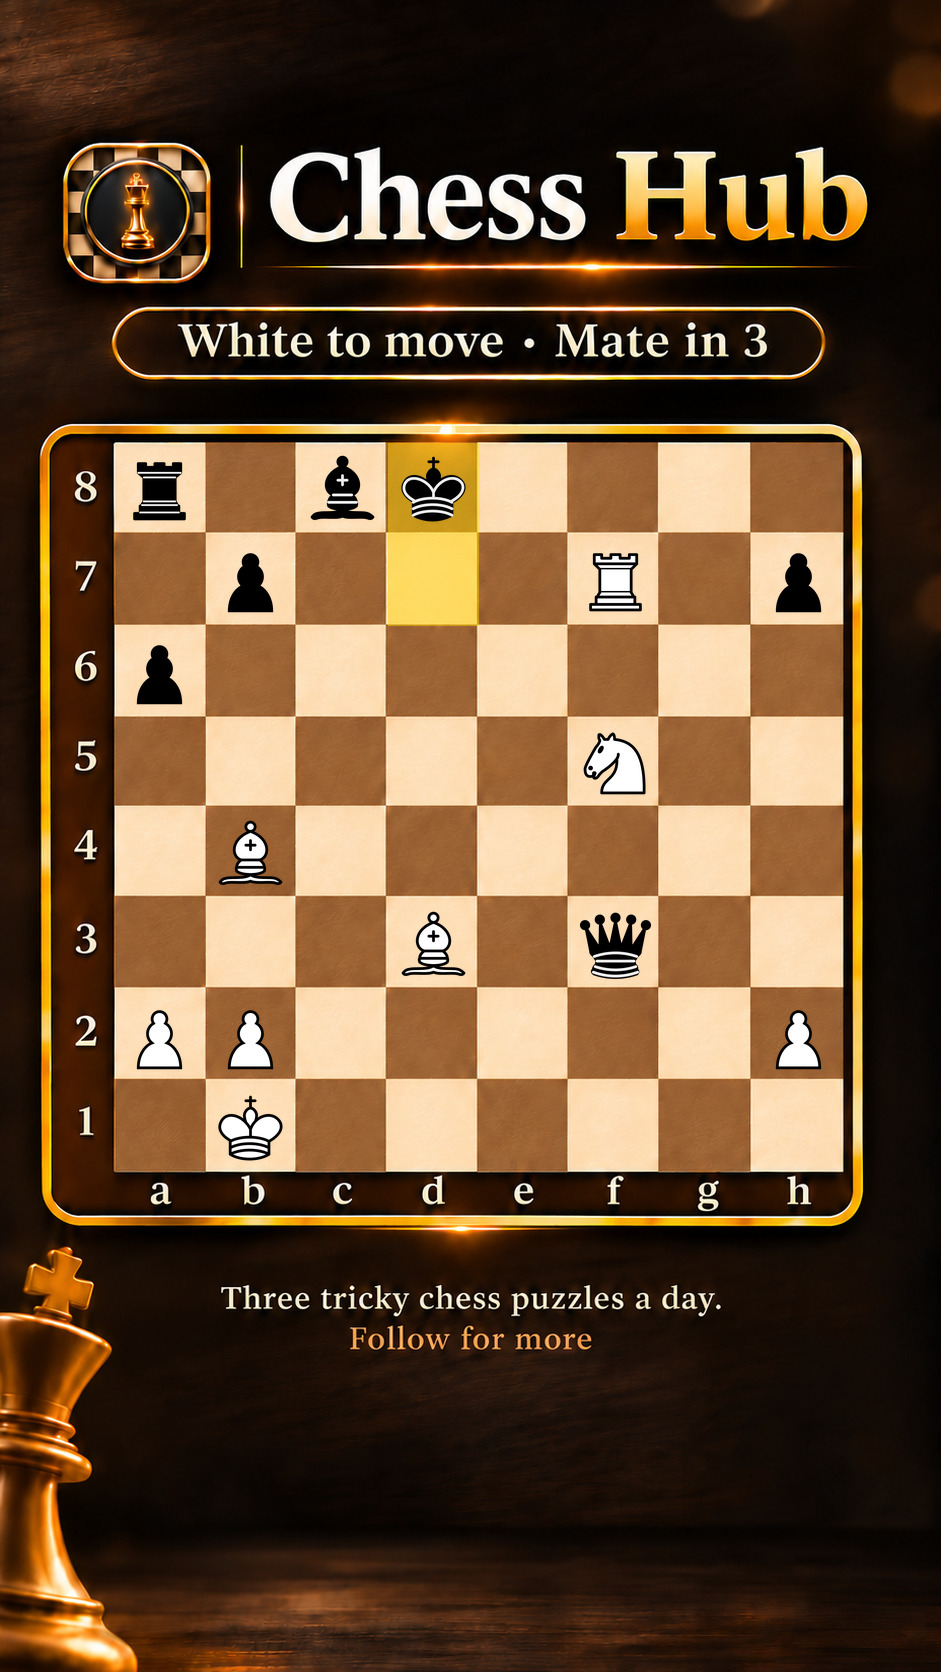 Chess Hub
White to move • Mate in 3
8
7
6
5
4
3
2
1
a b c d e f g h
Three tricky chess puzzles a day.
Follow for more